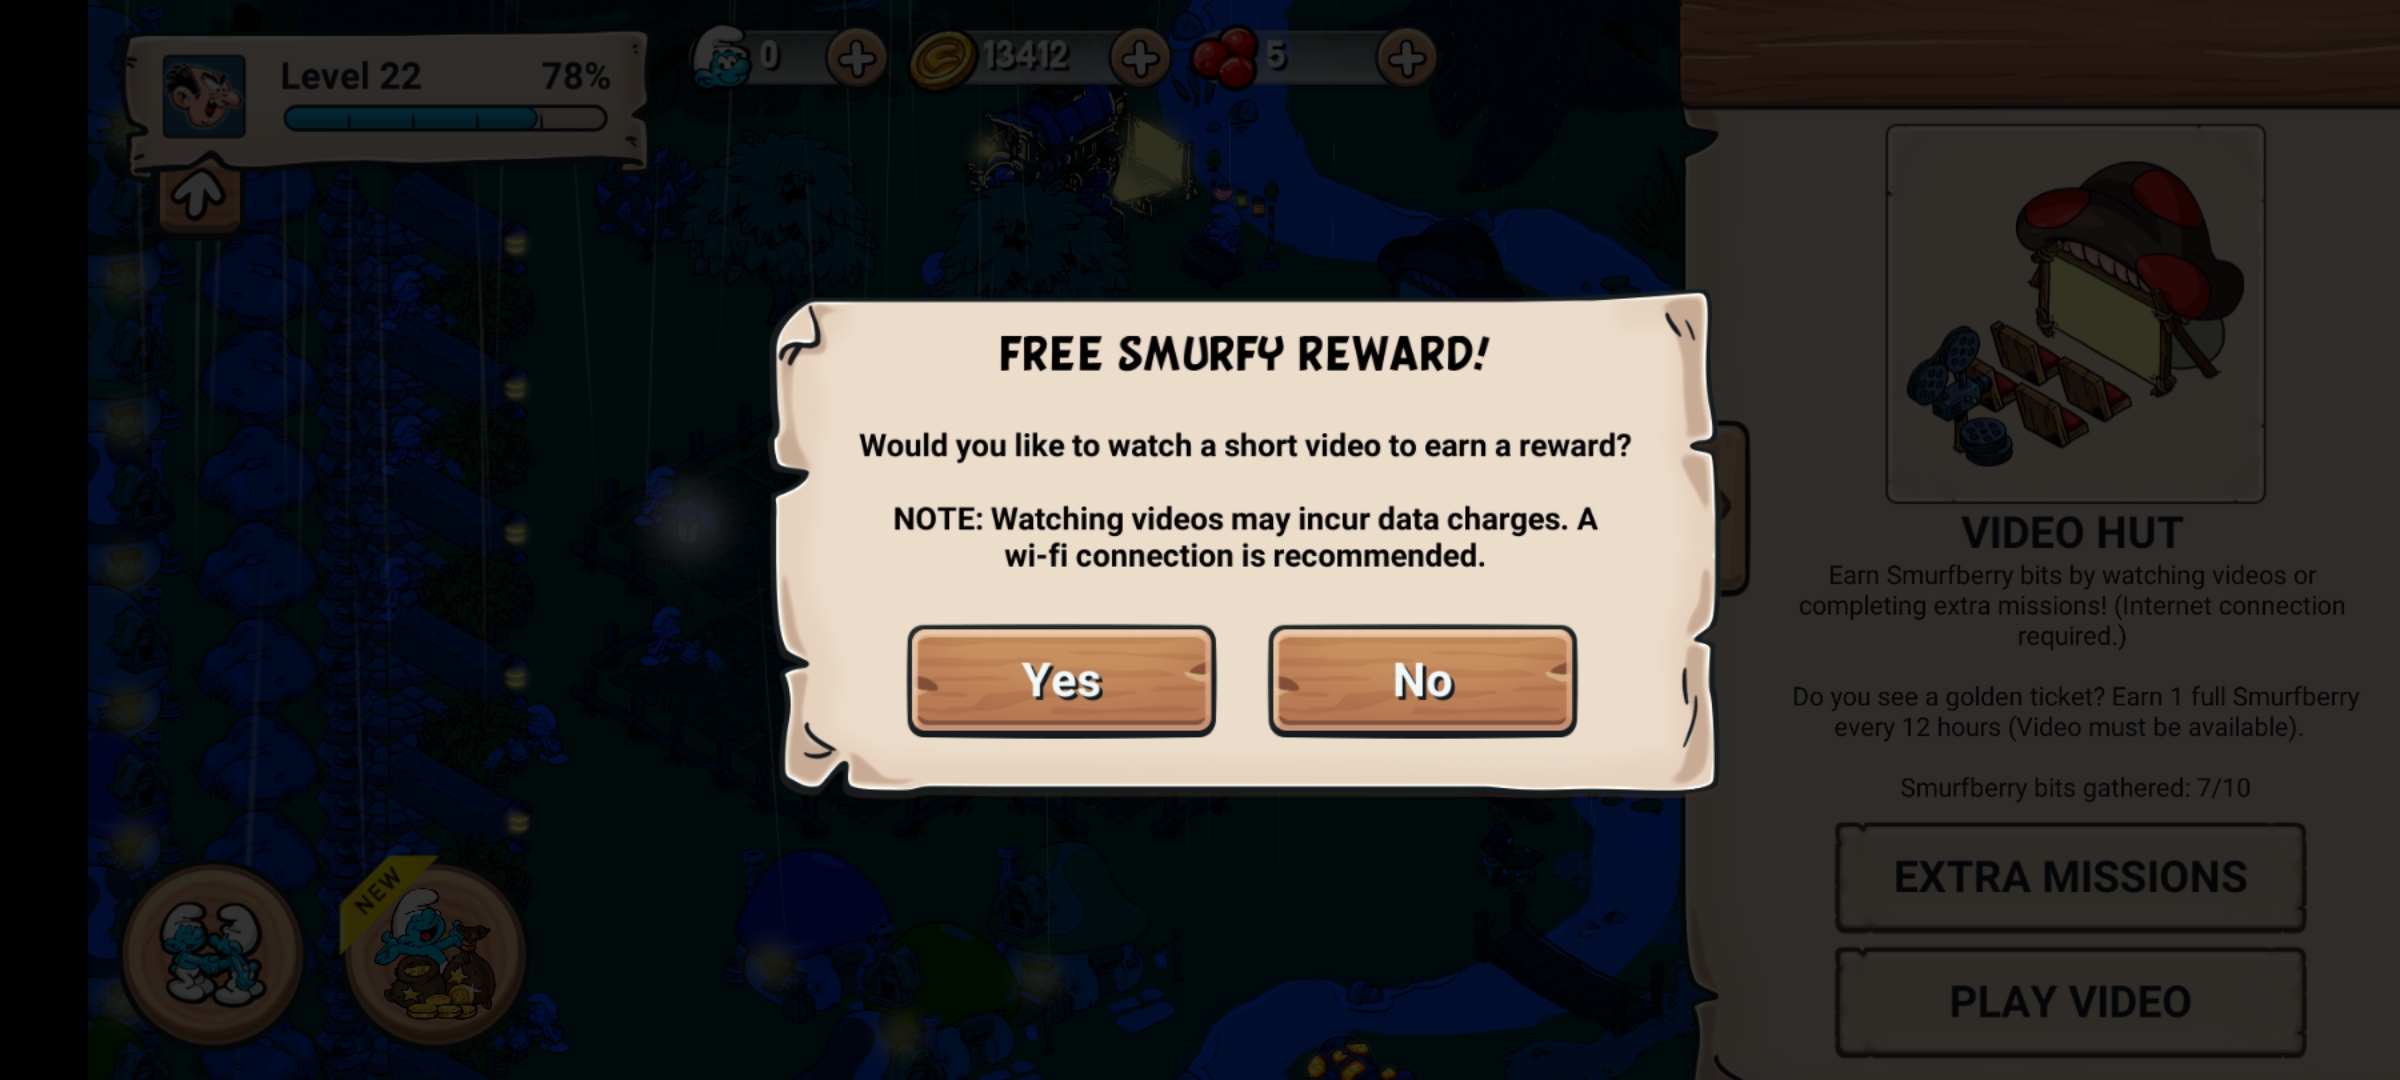 Level 22 78%
0
13412
5
FREE SMURFY REWARD!
Would you like to watch a short video to earn a reward?
NOTE: Watching videos may incur data charges. A
wi-fi connection is recommended.
Yes
No
VIDEO HUT
Earn Smurfberry bits by watching videos or
completing extra missions! (Internet connection
required.)
Do you see a golden ticket? Earn 1 full Smurfberry
every 12 hours (Video must be available).
Smurfberry bits gathered: 7/10
EXTRA MISSIONS
PLAY VIDEO
NEW